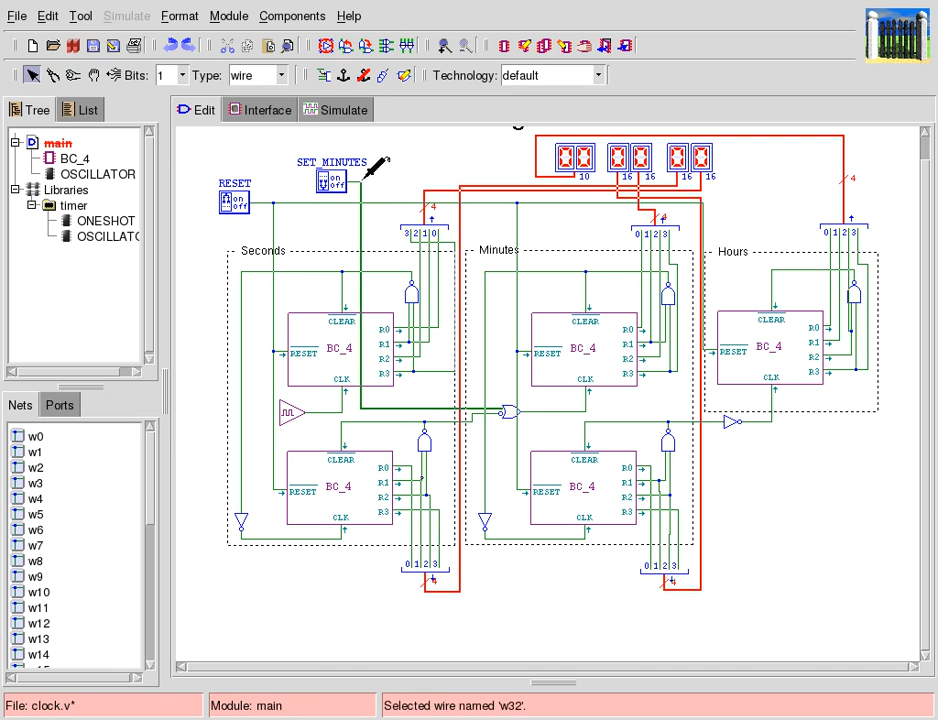 File Edit Tool Simulate Format Module Components Help
Bits: 1 Type: wire Technology: default
Tree List
Edit Interface Simulate
main
BC_4
OSCILLATOR
Libraries
timer
ONESHOT
OSCILLATO
Nets Ports
w0
w1
w2
w3
w4
w5
w6
w7
w8
w9
w10
w11
w12
w13
w14
SET_MINUTES
on
off
RESET
on
off
10 16 16 16 16
4
4
4
3 2 1 0
0 1 2 3
0 1 2 3
Seconds
Minutes
Hours
CLEAR
RESET
BC_4
CLK
R0
R1
R2
R3
CLEAR
RESET
BC_4
CLK
R0
R1
R2
R3
CLEAR
RESET
BC_4
CLK
R0
R1
R2
R3
CLEAR
RESET
BC_4
CLK
R0
R1
R2
R3
CLEAR
RESET
BC_4
CLK
R0
R1
R2
R3
0 1 2 3
4
0 1 2 3
4
File: clock.v*
Module: main
Selected wire named 'w32'.